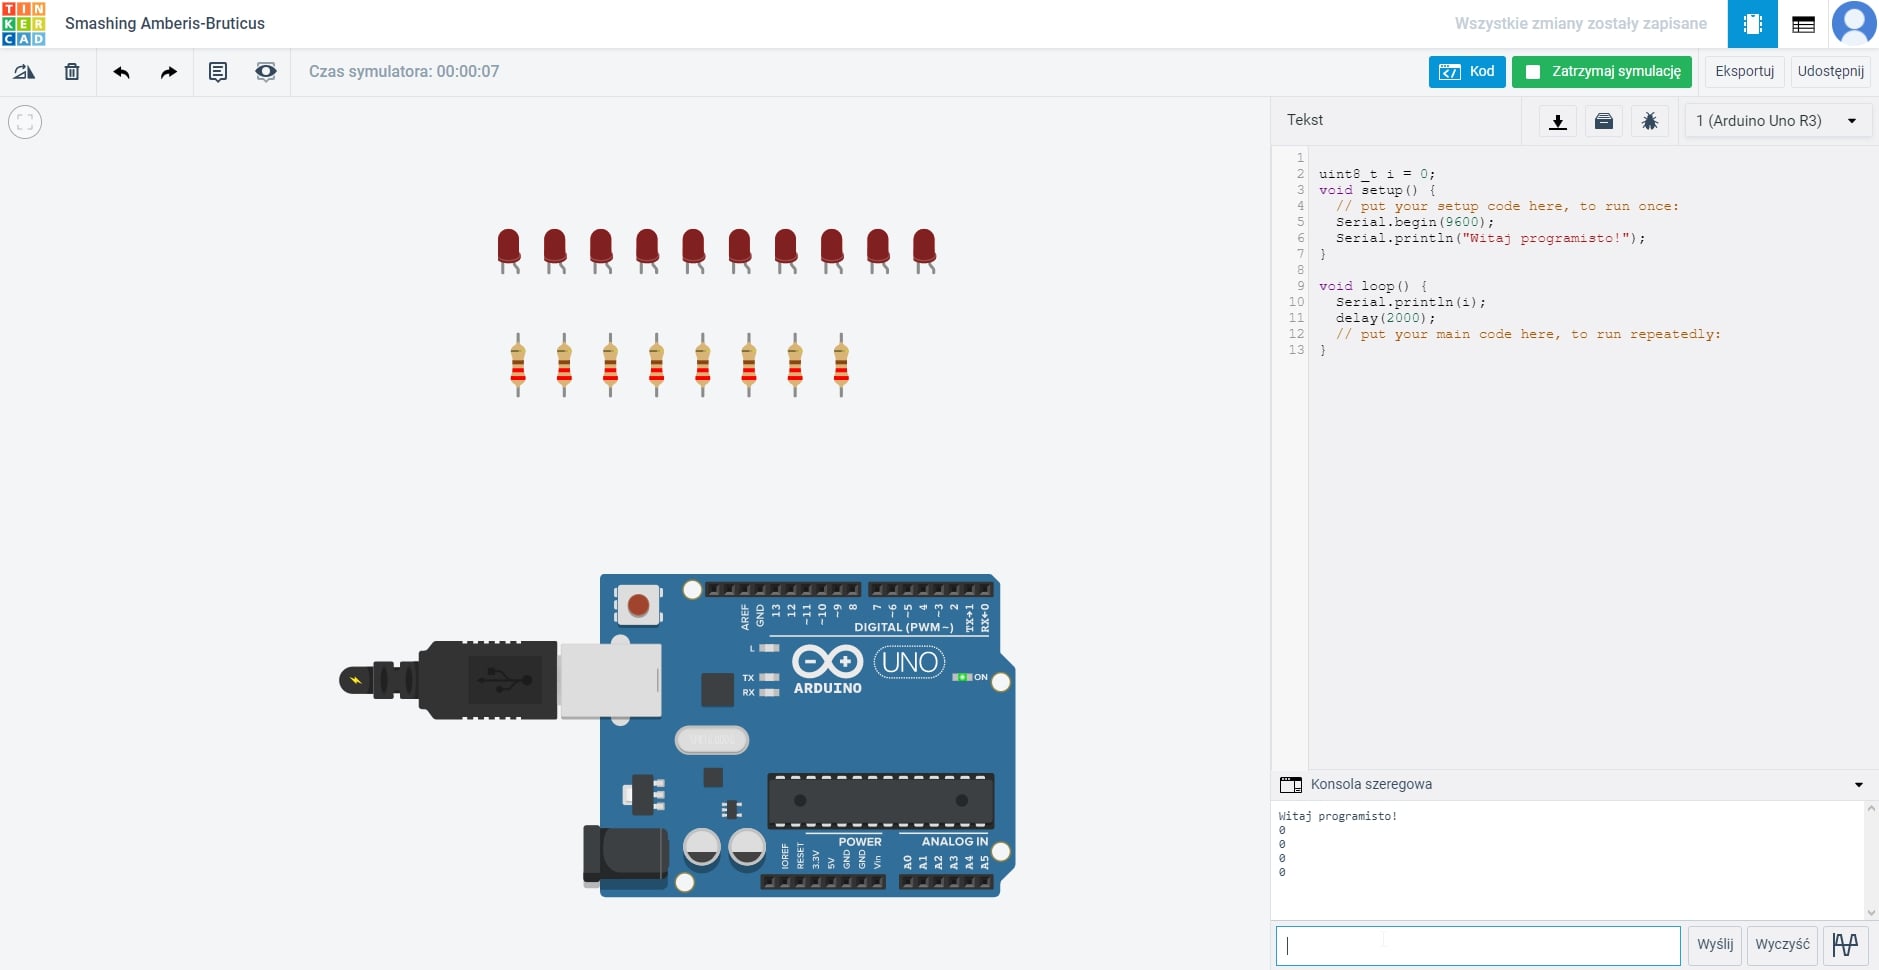 TIN
KER
CAD
Smashing Amberis-Bruticus
Wszystkie zmiany zostały zapisane
Czas symulatora: 00:00:07
Kod
Zatrzymaj symulację
Eksportuj
Udostępnij
Tekst
1 (Arduino Uno R3)
1
2 uint8_t i = 0;
3 void setup() {
4 // put your setup code here, to run once:
5 Serial.begin(9600);
6 Serial.println("Witaj programisto!");
7 }
8
9 void loop() {
10 Serial.println(i);
11 delay(2000);
12 // put your main code here, to run repeatedly:
13 }
AREF GND 13 12 ~11 ~10 ~9 8 7 ~6 ~5 4 ~3 2 TX→1 RX←0
DIGITAL (PWM~)
L
TX
RX
ARDUINO
UNO
ON
POWER
ANALOG IN
IOREF RESET 3.3V 5V GND GND Vin A0 A1 A2 A3 A4 A5
Konsola szeregowa
Witaj programisto!
0
0
0
0
Wyślij
Wyczyść